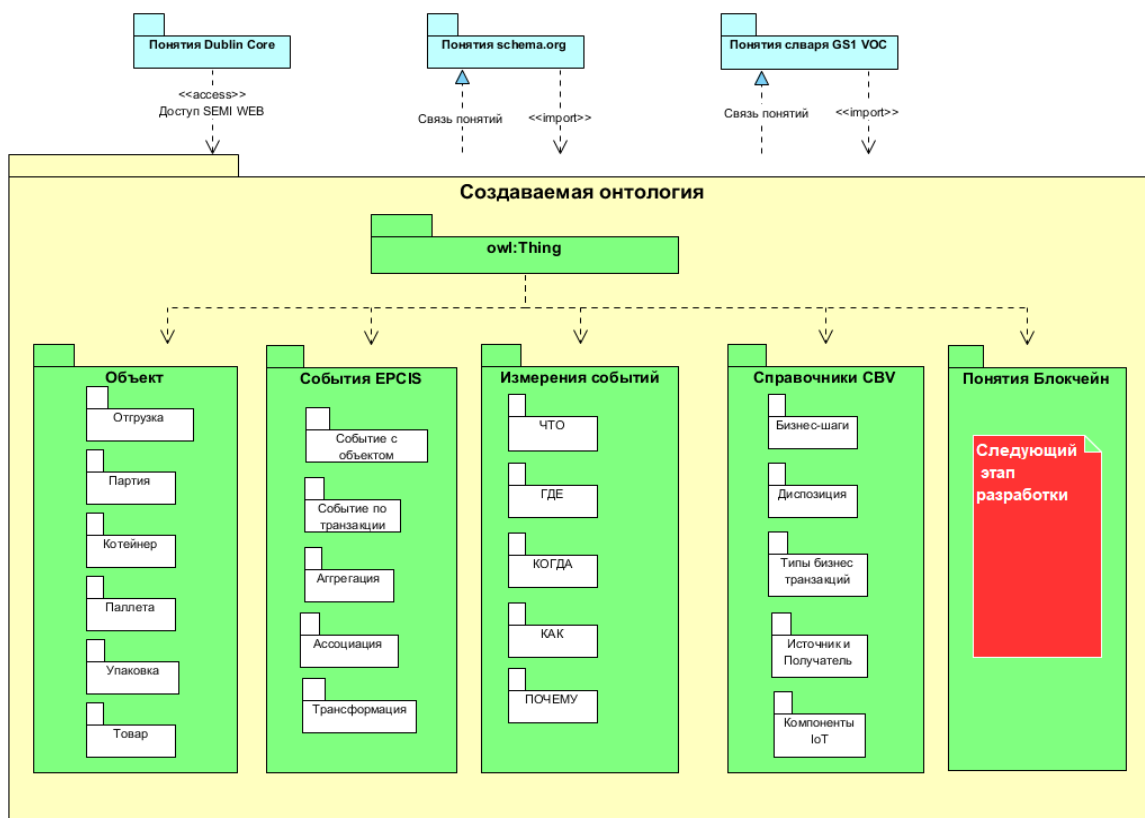 Понятия Dublin Core
Понятия schema.org
Понятия слваря GS1 VOC
<<access>>
Доступ SEMI WEB
Связь понятий
<<import>>
Связь понятий
<<import>>
Создаваемая онтология
owl:Thing
Объект
Отгрузка
Партия
Котейнер
Паллета
Упаковка
Товар
События EPCIS
Событие с
объектом
Событие по
транзакции
Аггрегация
Ассоциация
Трансформация
Измерения событий
ЧТО
ГДЕ
КОГДА
КАК
ПОЧЕМУ
Справочники CBV
Бизнес-шаги
Диспозиция
Типы бизнес
транзакций
Источник и
Получатель
Компоненты
IoT
Понятия Блокчейн
Следующий
этап
разработки